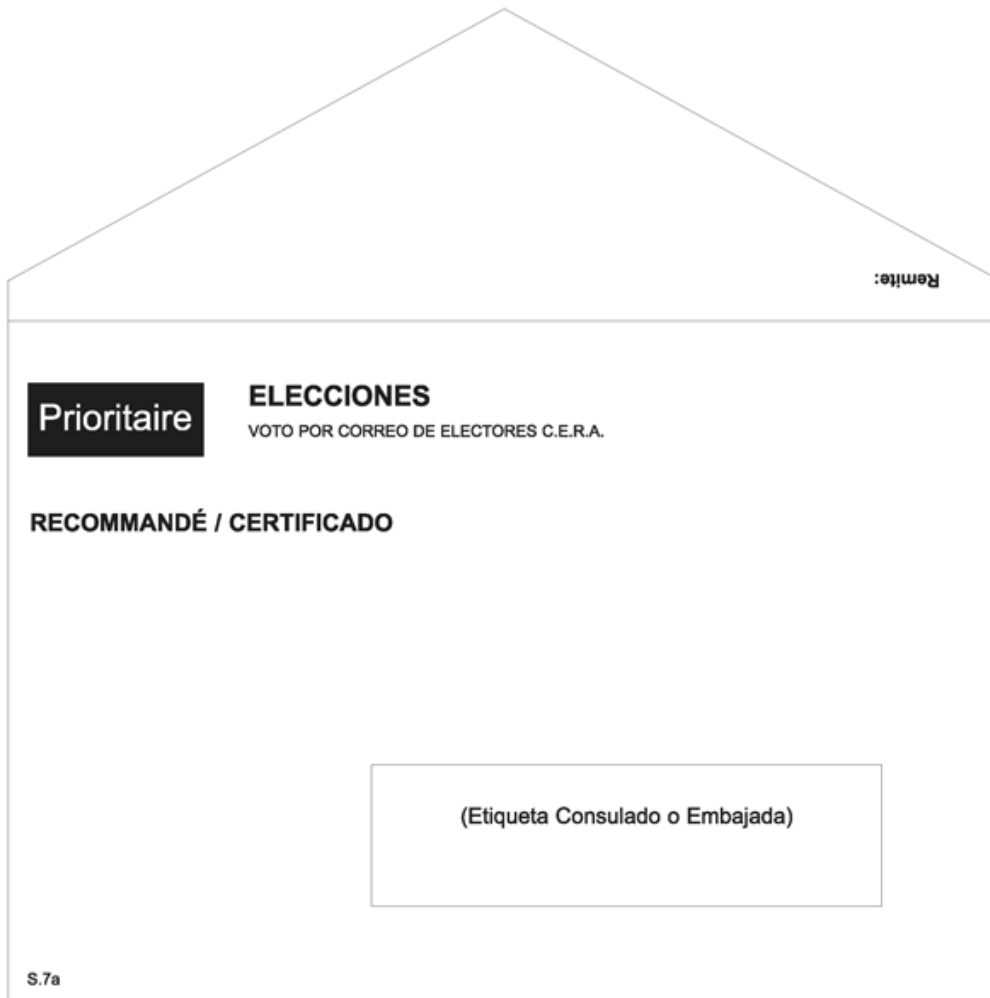 Remite:
Prioritaire
ELECCIONES
VOTO POR CORREO DE ELECTORES C.E.R.A.
RECOMMANDÉ / CERTIFICADO
(Etiqueta Consulado o Embajada)
S.7a